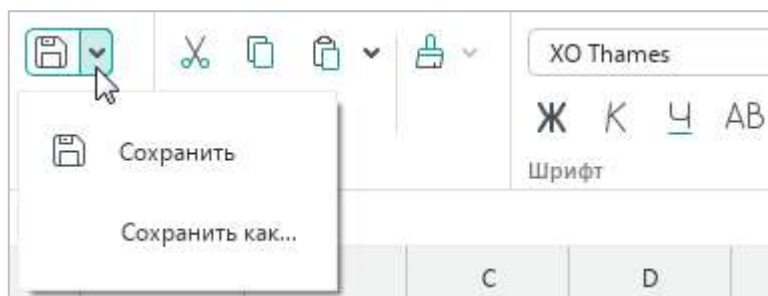 XO Thames
Ж К Ч АВ
Сохранить
Шрифт
Сохранить как...
C D